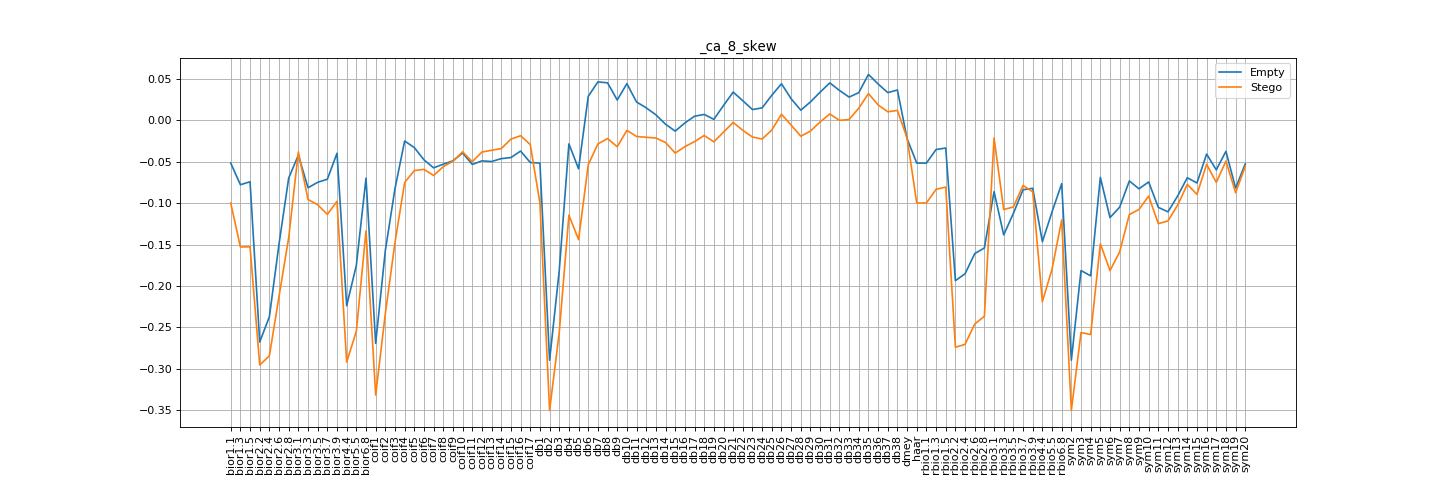 _ca_8_skew
Empty
Stego
0.05
0.00
−0.05
−0.10
−0.15
−0.20
−0.25
−0.30
−0.35
bior1.1
bior1.3
bior1.5
bior2.2
bior2.4
bior2.6
bior2.8
bior3.1
bior3.3
bior3.5
bior3.7
bior3.9
bior4.4
bior5.5
bior6.8
coif1
coif2
coif3
coif4
coif5
coif6
coif7
coif8
coif9
coif10
coif11
coif12
coif13
coif14
coif15
coif16
coif17
db1
db2
db3
db4
db5
db6
db7
db8
db9
db10
db11
db12
db13
db14
db15
db16
db17
db18
db19
db20
db21
db22
db23
db24
db25
db26
db27
db28
db29
db30
db31
db32
db33
db34
db35
db36
db37
db38
dmey
haar
rbio1.1
rbio1.3
rbio1.5
rbio2.2
rbio2.4
rbio2.6
rbio2.8
rbio3.1
rbio3.3
rbio3.5
rbio3.7
rbio3.9
rbio4.4
rbio5.5
rbio6.8
sym2
sym3
sym4
sym5
sym6
sym7
sym8
sym9
sym10
sym11
sym12
sym13
sym14
sym15
sym16
sym17
sym18
sym19
sym20